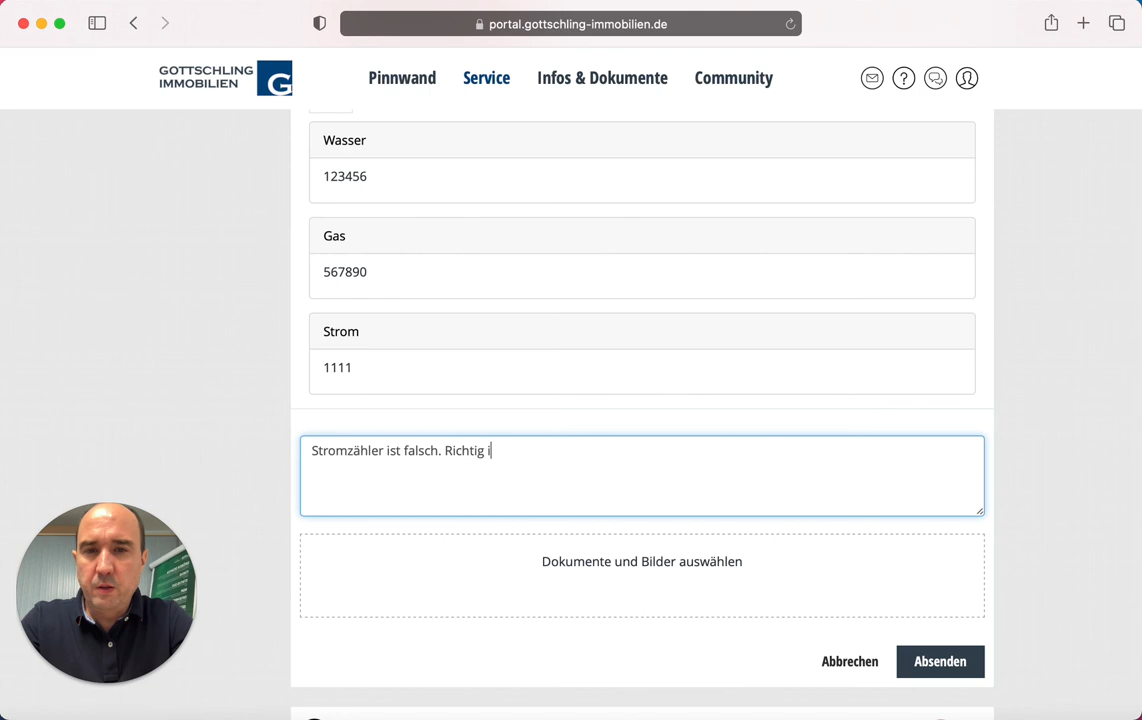 portal.gottschling-immobilien.de
GOTTSCHLING
IMMOBILIEN
G
Pinnwand
Service
Infos & Dokumente
Community
?
Wasser
123456
Gas
567890
Strom
1111
Stromzähler ist falsch. Richtig i
Dokumente und Bilder auswählen
Abbrechen
Absenden